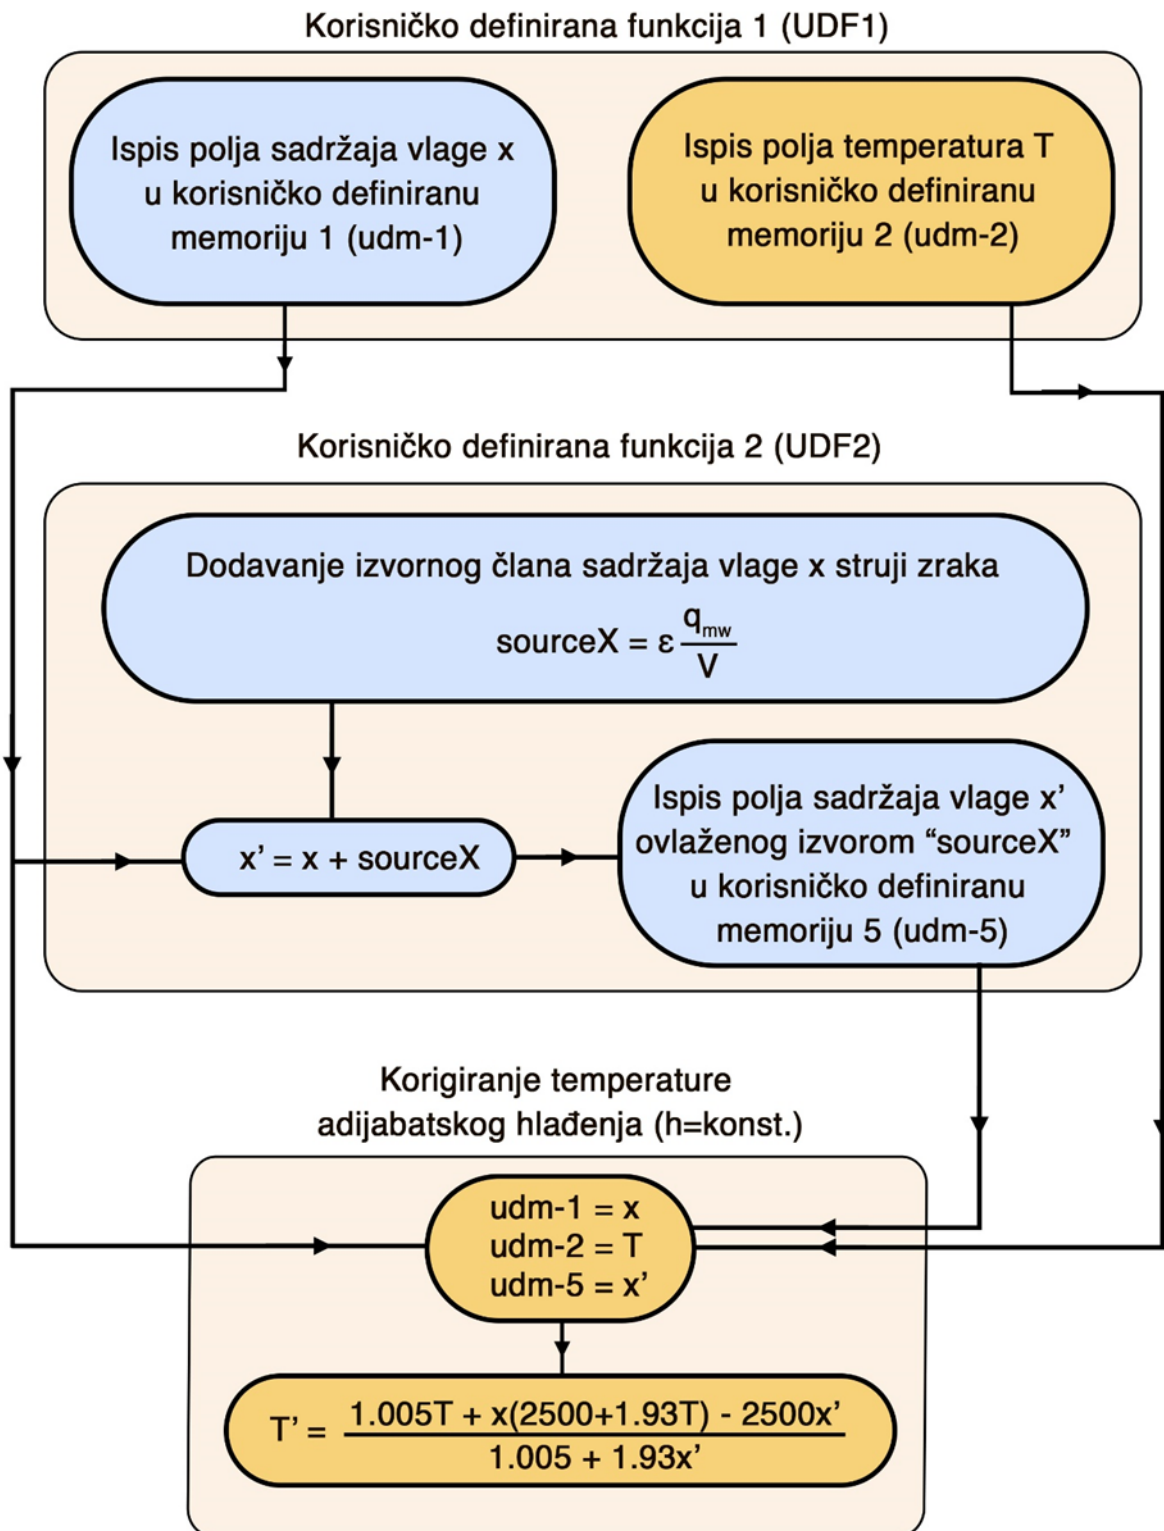 Korisničko definirana funkcija 1 (UDF1)
Ispis polja sadržaja vlage x
u korisničko definiranu
memoriju 1 (udm-1)
Ispis polja temperatura T
u korisničko definiranu
memoriju 2 (udm-2)
Korisničko definirana funkcija 2 (UDF2)
Dodavanje izvornog člana sadržaja vlage x struji zraka
sourceX = ε q_mw / V
x’ = x + sourceX
Ispis polja sadržaja vlage x’
ovlaženog izvorom “sourceX”
u korisničko definiranu
memoriju 5 (udm-5)
Korigiranje temperature
adijabatskog hlađenja (h=konst.)
udm-1 = x
udm-2 = T
udm-5 = x’
T’ = 1.005T + x(2500+1.93T) - 2500x’ / 1.005 + 1.93x’